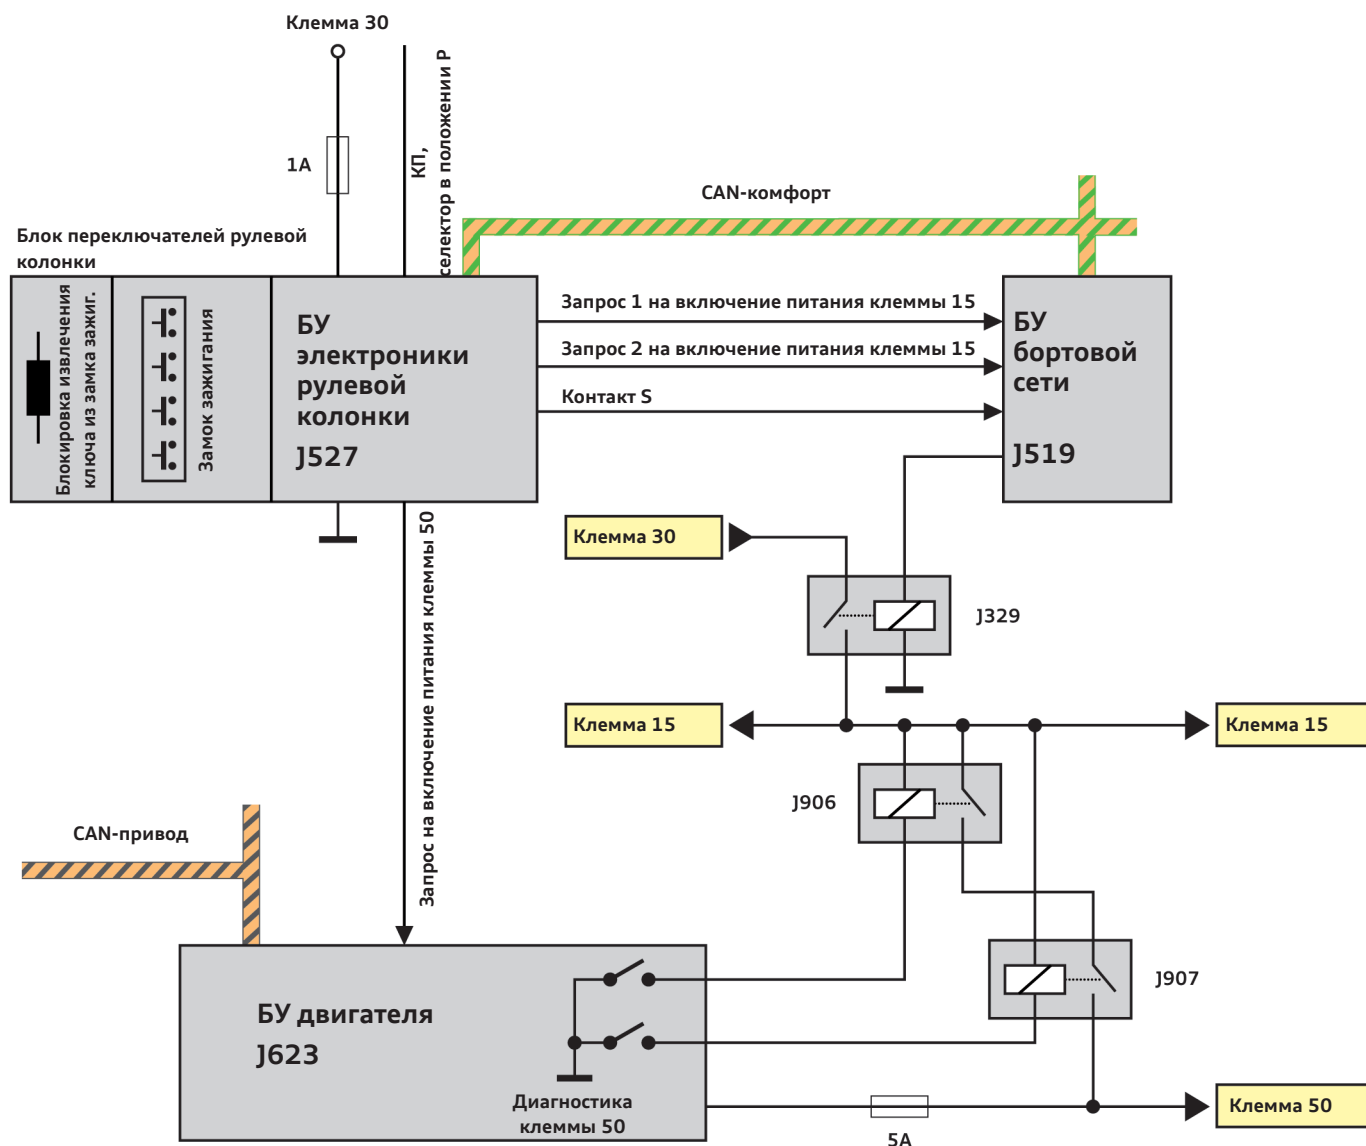 Клемма 30
1A
КП,
селектор в положении P
CAN-комфорт
Блок переключателей рулевой
колонки
Блокировка извлечения
ключа из замка зажиг.
Замок зажигания
БУ
электроники
рулевой
колонки
J527
Запрос 1 на включение питания клеммы 15
Запрос 2 на включение питания клеммы 15
Контакт S
БУ
бортовой
сети
J519
Запрос на включение питания клеммы 50
Клемма 30
J329
Клемма 15
Клемма 15
J906
CAN-привод
J907
БУ двигателя
J623
Диагностика
клеммы 50
5A
Клемма 50